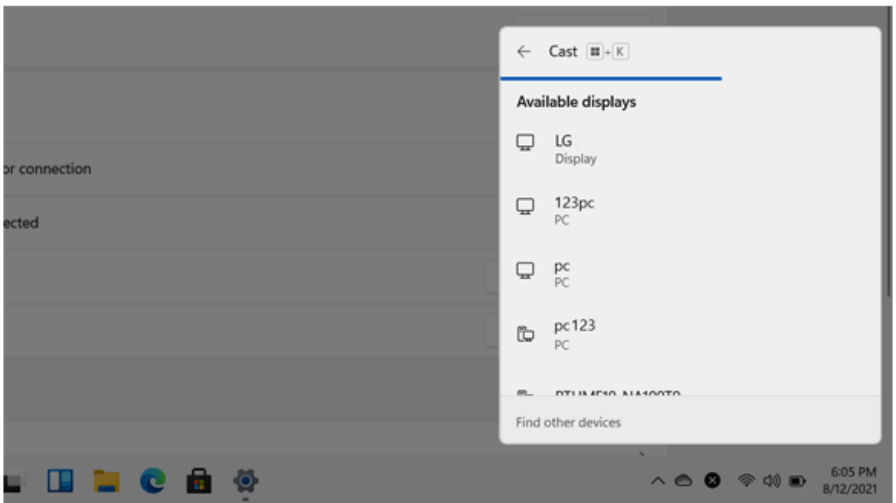 Cast + K
Available displays
LG
Display
or connection
123pc
PC
ected
pc
PC
pc123
PC
Find other devices
6:05 PM
8/12/2021